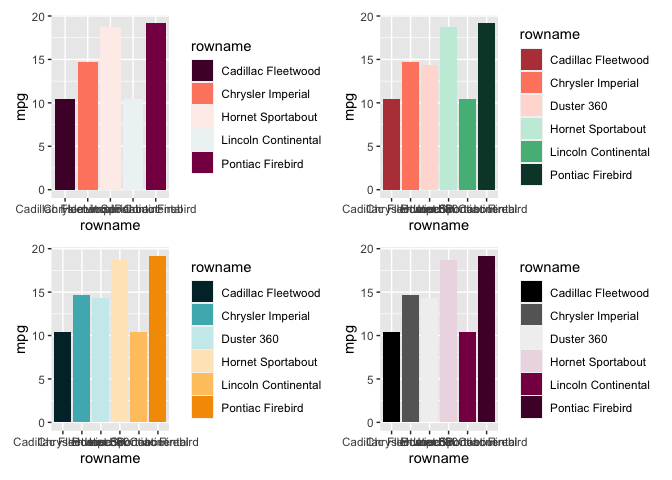 20
15
10
5
0
mpg
rowname
rowname
Cadillac Fleetwood
Chrysler Imperial
Hornet Sportabout
Lincoln Continental
Pontiac Firebird
20
15
10
5
0
mpg
rowname
rowname
Cadillac Fleetwood
Chrysler Imperial
Duster 360
Hornet Sportabout
Lincoln Continental
Pontiac Firebird
20
15
10
5
0
mpg
rowname
rowname
Cadillac Fleetwood
Chrysler Imperial
Duster 360
Hornet Sportabout
Lincoln Continental
Pontiac Firebird
20
15
10
5
0
mpg
rowname
rowname
Cadillac Fleetwood
Chrysler Imperial
Duster 360
Hornet Sportabout
Lincoln Continental
Pontiac Firebird